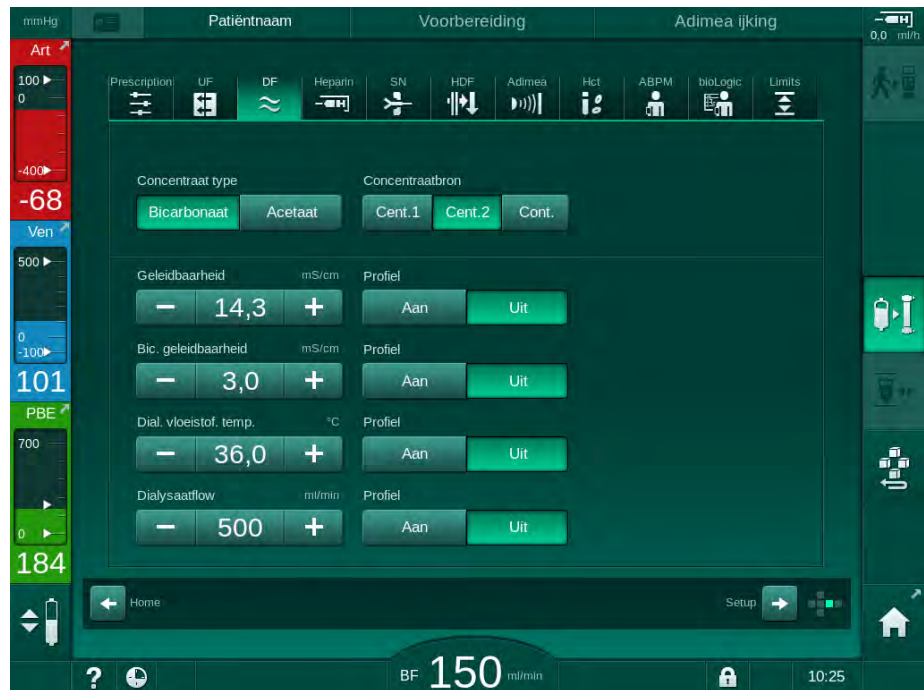 mmHg
Patiëntnaam
Voorbereiding
Adimea ijking
0,0 ml/h
Art
100
0
-400
-68
Ven
500
0
-100
101
PBE
700
0
184
Prescription UF DF Heparin SN HDF Adimea Hct ABPM bioLogic Limits
Concentraat type Concentraatbron
Bicarbonaat Acetaat Cent.1 Cent.2 Cont.
Geleidbaarheid mS/cm Profiel
− 14,3 + Aan Uit
Bic. geleidbaarheid mS/cm Profiel
− 3,0 + Aan Uit
Dial. vloeistof. temp. °C Profiel
− 36,0 + Aan Uit
Dialysaatflow ml/min Profiel
− 500 + Aan Uit
Home Setup
? BF 150 ml/min 10:25